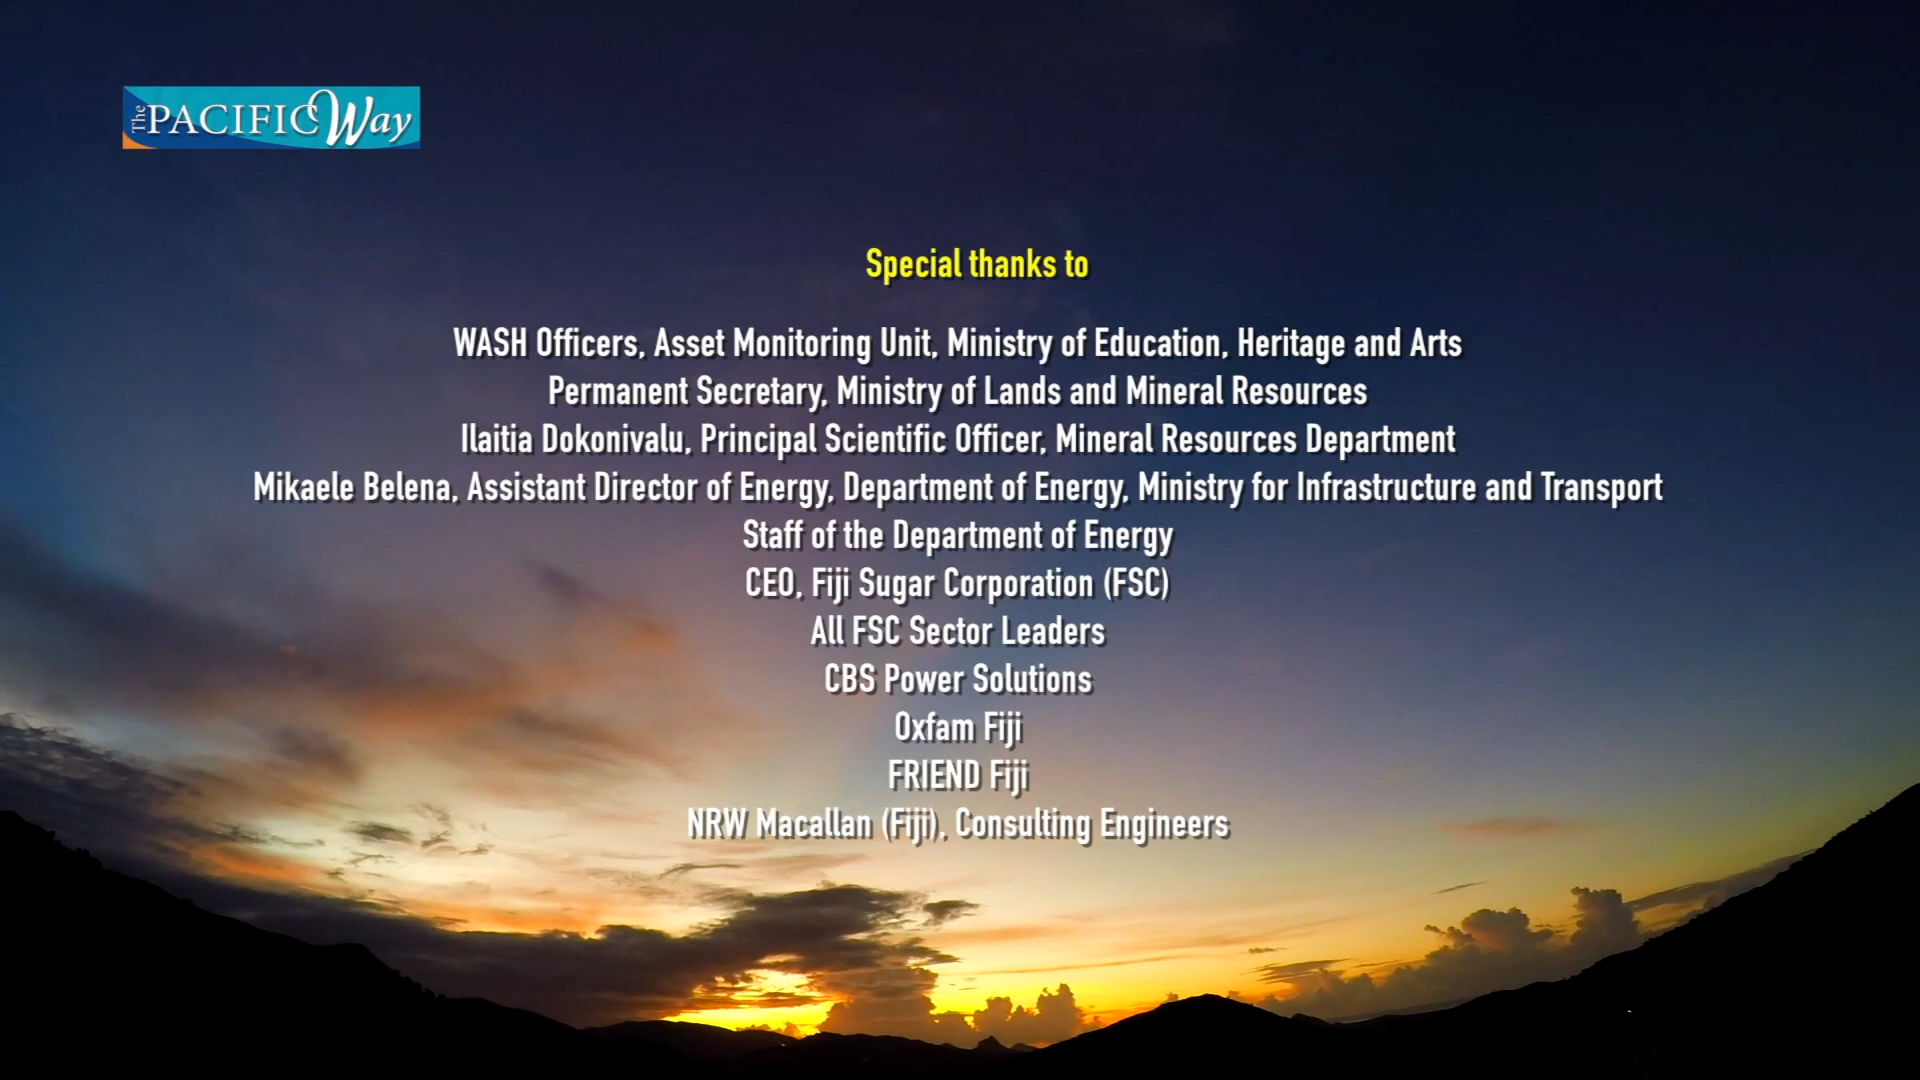 The PACIFIC Way
Special thanks to
WASH Officers, Asset Monitoring Unit, Ministry of Education, Heritage and Arts
Permanent Secretary, Ministry of Lands and Mineral Resources
Ilaitia Dokonivalu, Principal Scientific Officer, Mineral Resources Department
Mikaele Belena, Assistant Director of Energy, Department of Energy, Ministry for Infrastructure and Transport
Staff of the Department of Energy
CEO, Fiji Sugar Corporation (FSC)
All FSC Sector Leaders
CBS Power Solutions
Oxfam Fiji
FRIEND Fiji
NRW Macallan (Fiji), Consulting Engineers